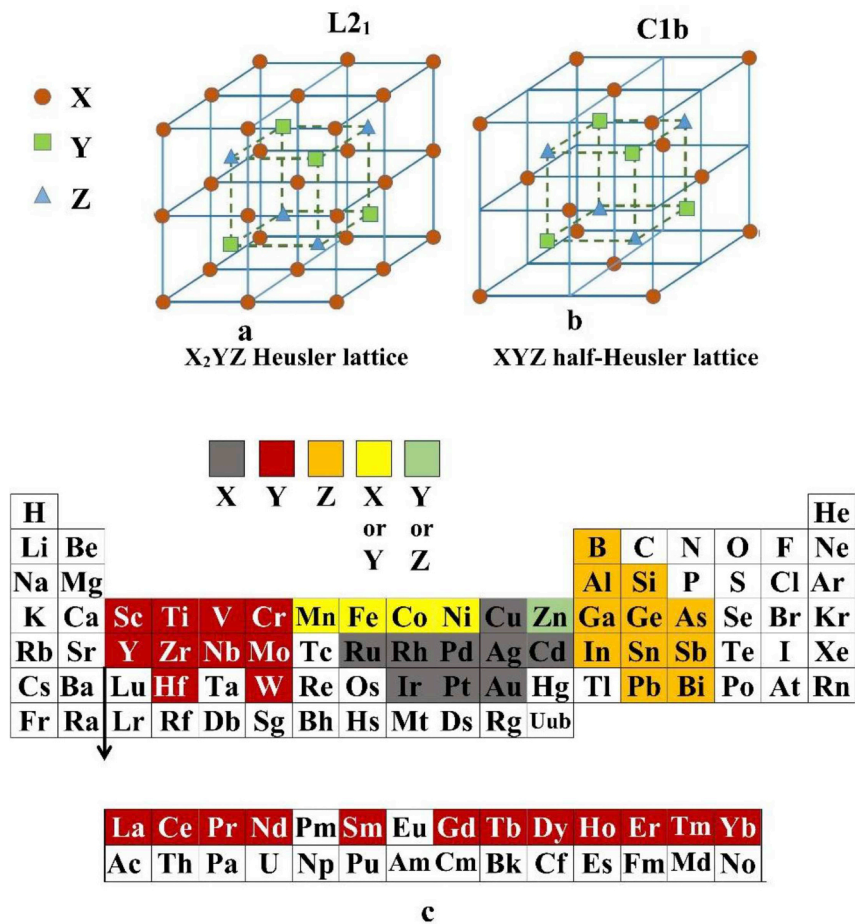 L2₁ C1b
X
Y
Z
a b
X₂YZ Heusler lattice XYZ half-Heusler lattice
X Y Z X Y
or or
Y Z
H He
Li Be B C N O F Ne
Na Mg Al Si P S Cl Ar
K Ca Sc Ti V Cr Mn Fe Co Ni Cu Zn Ga Ge As Se Br Kr
Rb Sr Y Zr Nb Mo Tc Ru Rh Pd Ag Cd In Sn Sb Te I Xe
Cs Ba Lu Hf Ta W Re Os Ir Pt Au Hg Tl Pb Bi Po At Rn
Fr Ra Lr Rf Db Sg Bh Hs Mt Ds Rg Uub
La Ce Pr Nd Pm Sm Eu Gd Tb Dy Ho Er Tm Yb
Ac Th Pa U Np Pu Am Cm Bk Cf Es Fm Md No
c